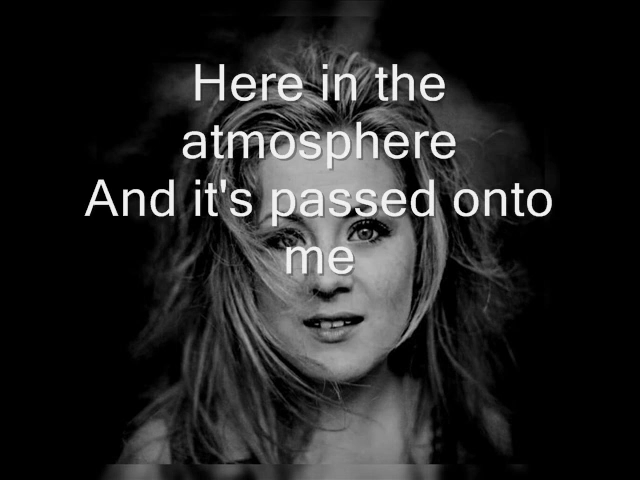 Here in the
atmosphere
And it's passed onto
me